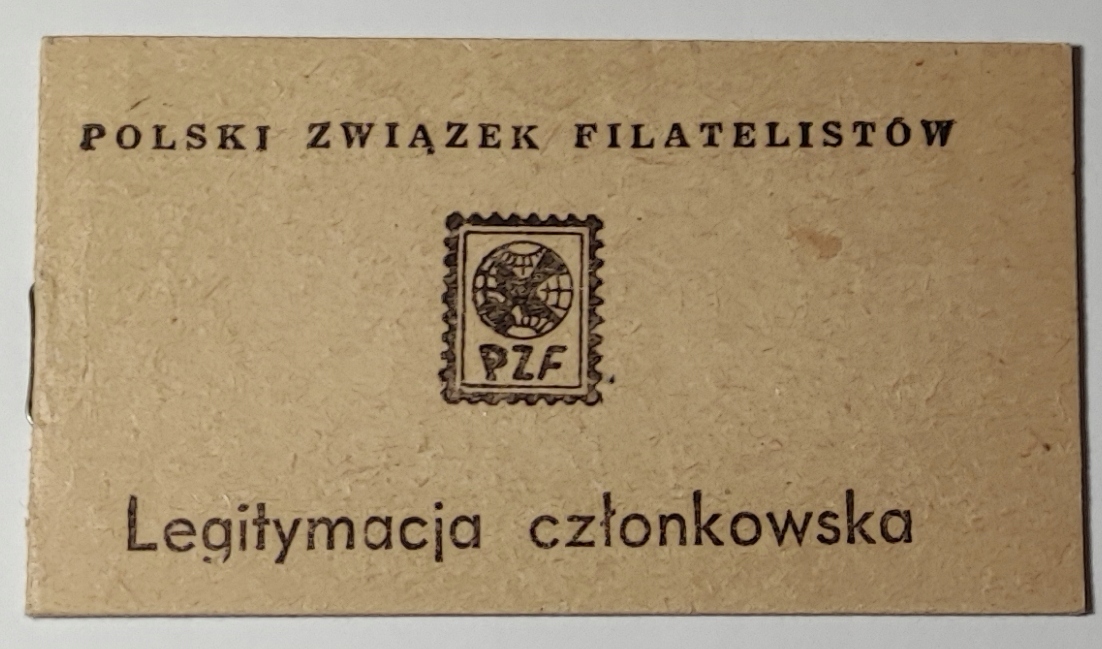 POLSKI ZWIĄZEK FILATELISTÓW
PZF
Legitymacja członkowska